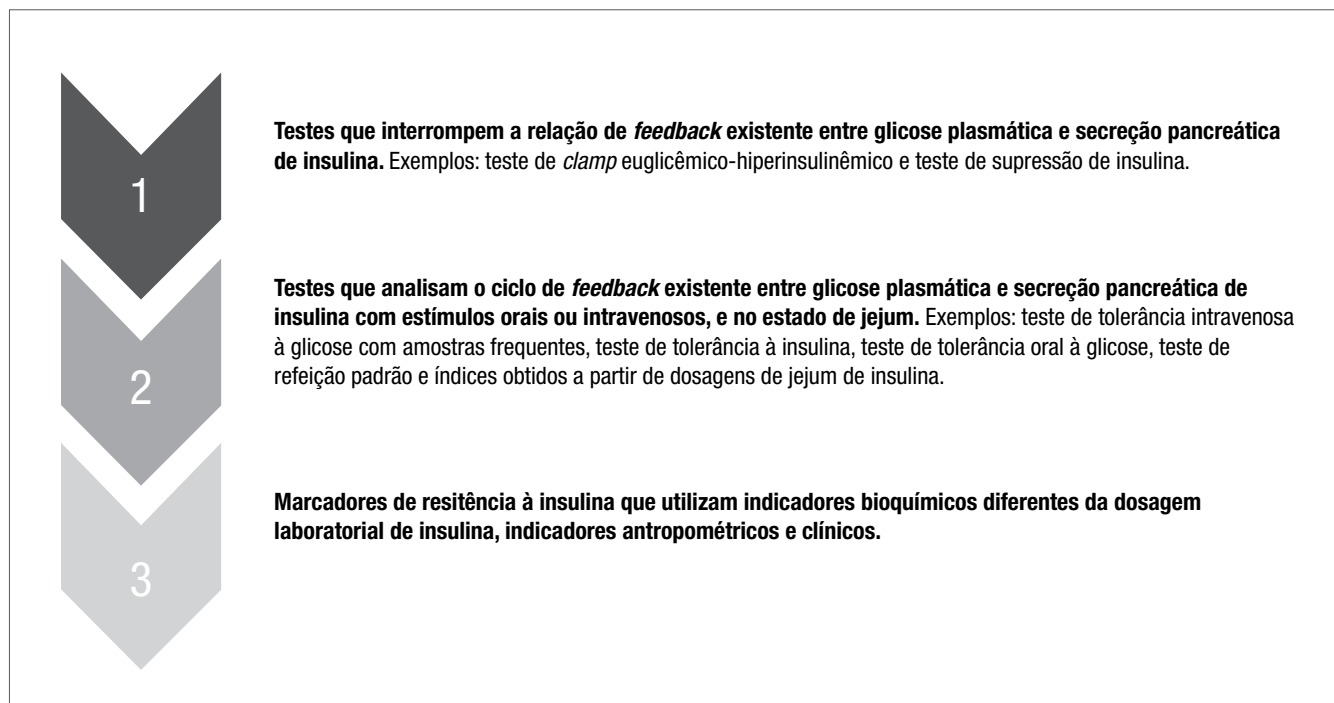 1
Testes que interrompem a relação de feedback existente entre glicose plasmática e secreção pancreática
de insulina. Exemplos: teste de clamp euglicêmico-hiperinsulinêmico e teste de supressão de insulina.
2
Testes que analisam o ciclo de feedback existente entre glicose plasmática e secreção pancreática de
insulina com estímulos orais ou intravenosos, e no estado de jejum. Exemplos: teste de tolerância intravenosa
à glicose com amostras frequentes, teste de tolerância à insulina, teste de tolerância oral à glicose, teste de
refeição padrão e índices obtidos a partir de dosagens de jejum de insulina.
3
Marcadores de resitência à insulina que utilizam indicadores bioquímicos diferentes da dosagem
laboratorial de insulina, indicadores antropométricos e clínicos.